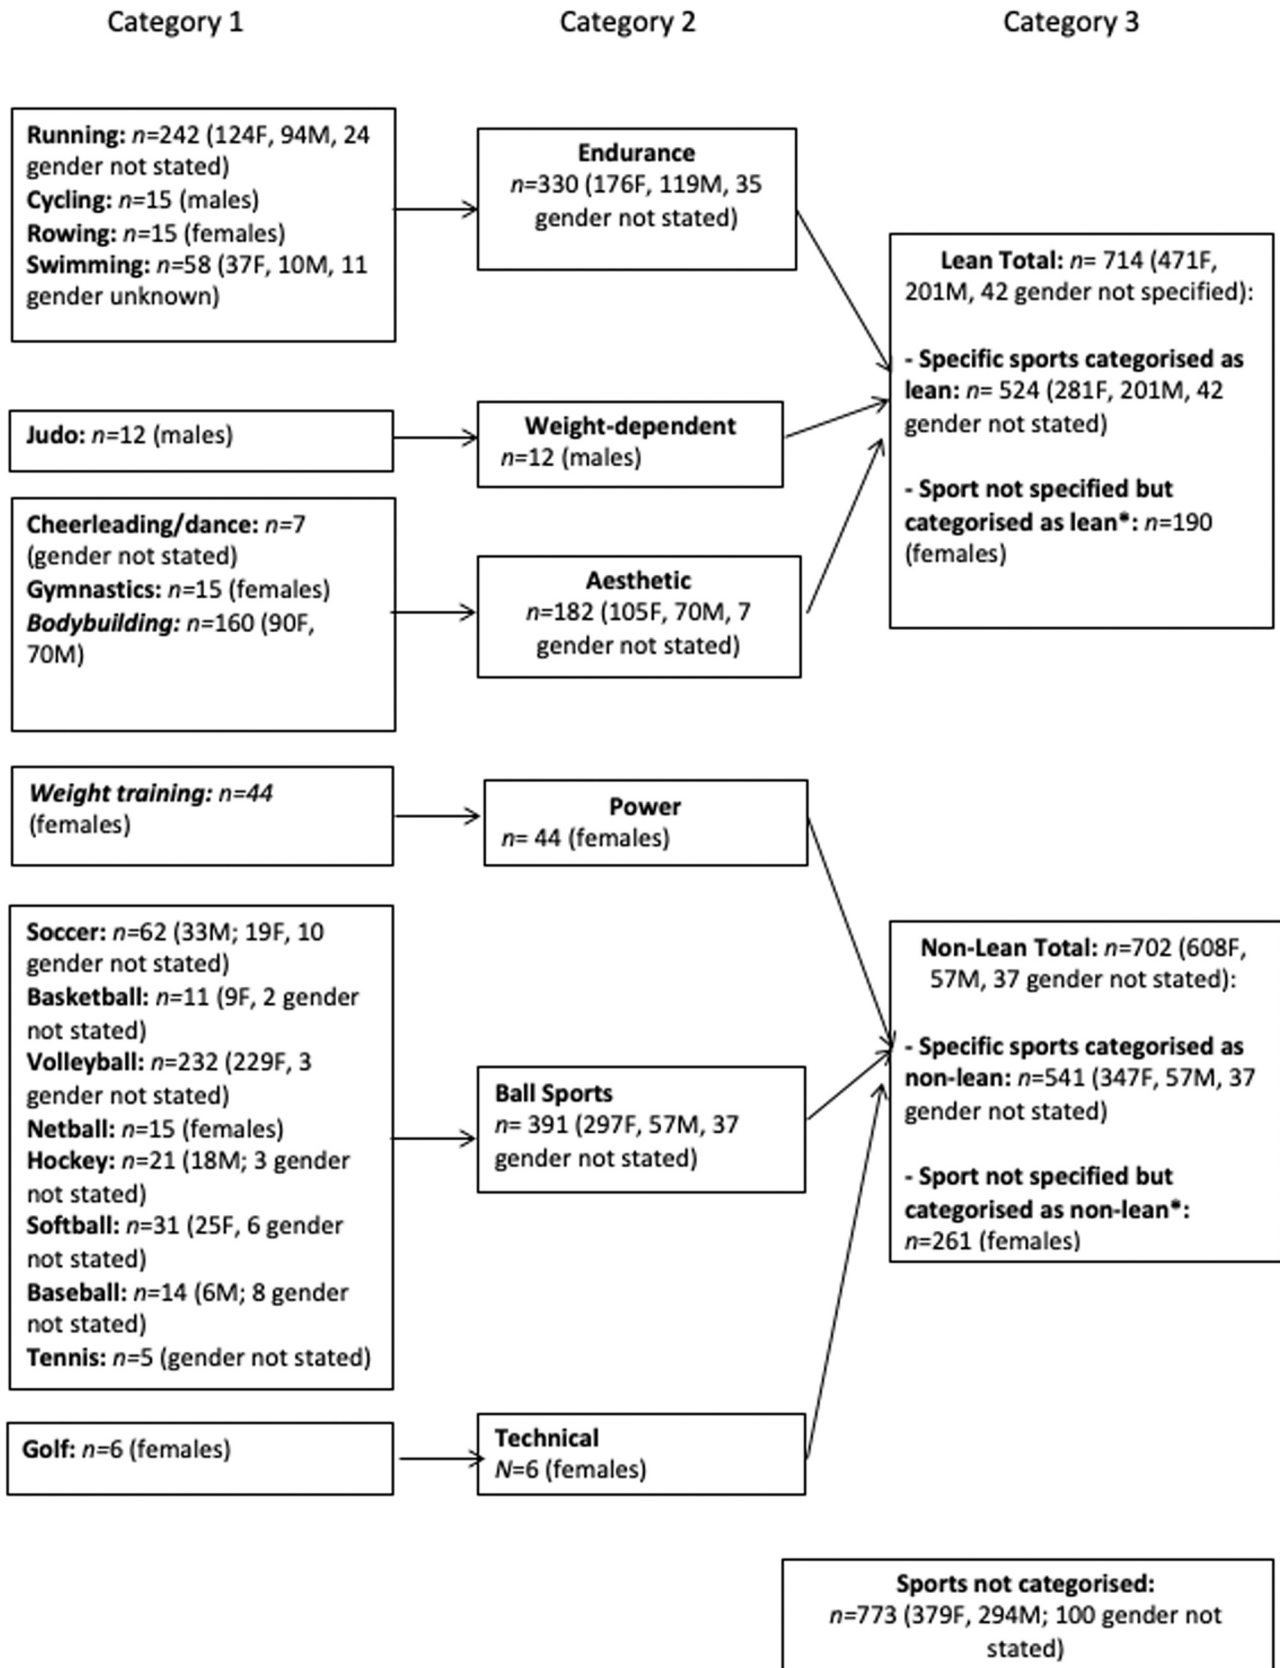 Category 1
Category 2
Category 3
Running: n=242 (124F, 94M, 24
gender not stated)
Cycling: n=15 (males)
Rowing: n=15 (females)
Swimming: n=58 (37F, 10M, 11
gender unknown)
Endurance
n=330 (176F, 119M, 35
gender not stated)
Judo: n=12 (males)
Weight-dependent
n=12 (males)
Cheerleading/dance: n=7
(gender not stated)
Gymnastics: n=15 (females)
Bodybuilding: n=160 (90F,
70M)
Aesthetic
n=182 (105F, 70M, 7
gender not stated)
Lean Total: n= 714 (471F,
201M, 42 gender not specified):
- Specific sports categorised as
lean: n= 524 (281F, 201M, 42
gender not stated)
- Sport not specified but
categorised as lean*: n=190
(females)
Weight training: n=44
(females)
Power
n= 44 (females)
Soccer: n=62 (33M; 19F, 10
gender not stated)
Basketball: n=11 (9F, 2 gender
not stated)
Volleyball: n=232 (229F, 3
gender not stated)
Netball: n=15 (females)
Hockey: n=21 (18M; 3 gender
not stated)
Softball: n=31 (25F, 6 gender
not stated)
Baseball: n=14 (6M; 8 gender
not stated)
Tennis: n=5 (gender not stated)
Ball Sports
n= 391 (297F, 57M, 37
gender not stated)
Golf: n=6 (females)
Technical
N=6 (females)
Non-Lean Total: n=702 (608F,
57M, 37 gender not stated):
- Specific sports categorised as
non-lean: n=541 (347F, 57M, 37
gender not stated)
- Sport not specified but
categorised as non-lean*:
n=261 (females)
Sports not categorised:
n=773 (379F, 294M; 100 gender not
stated)